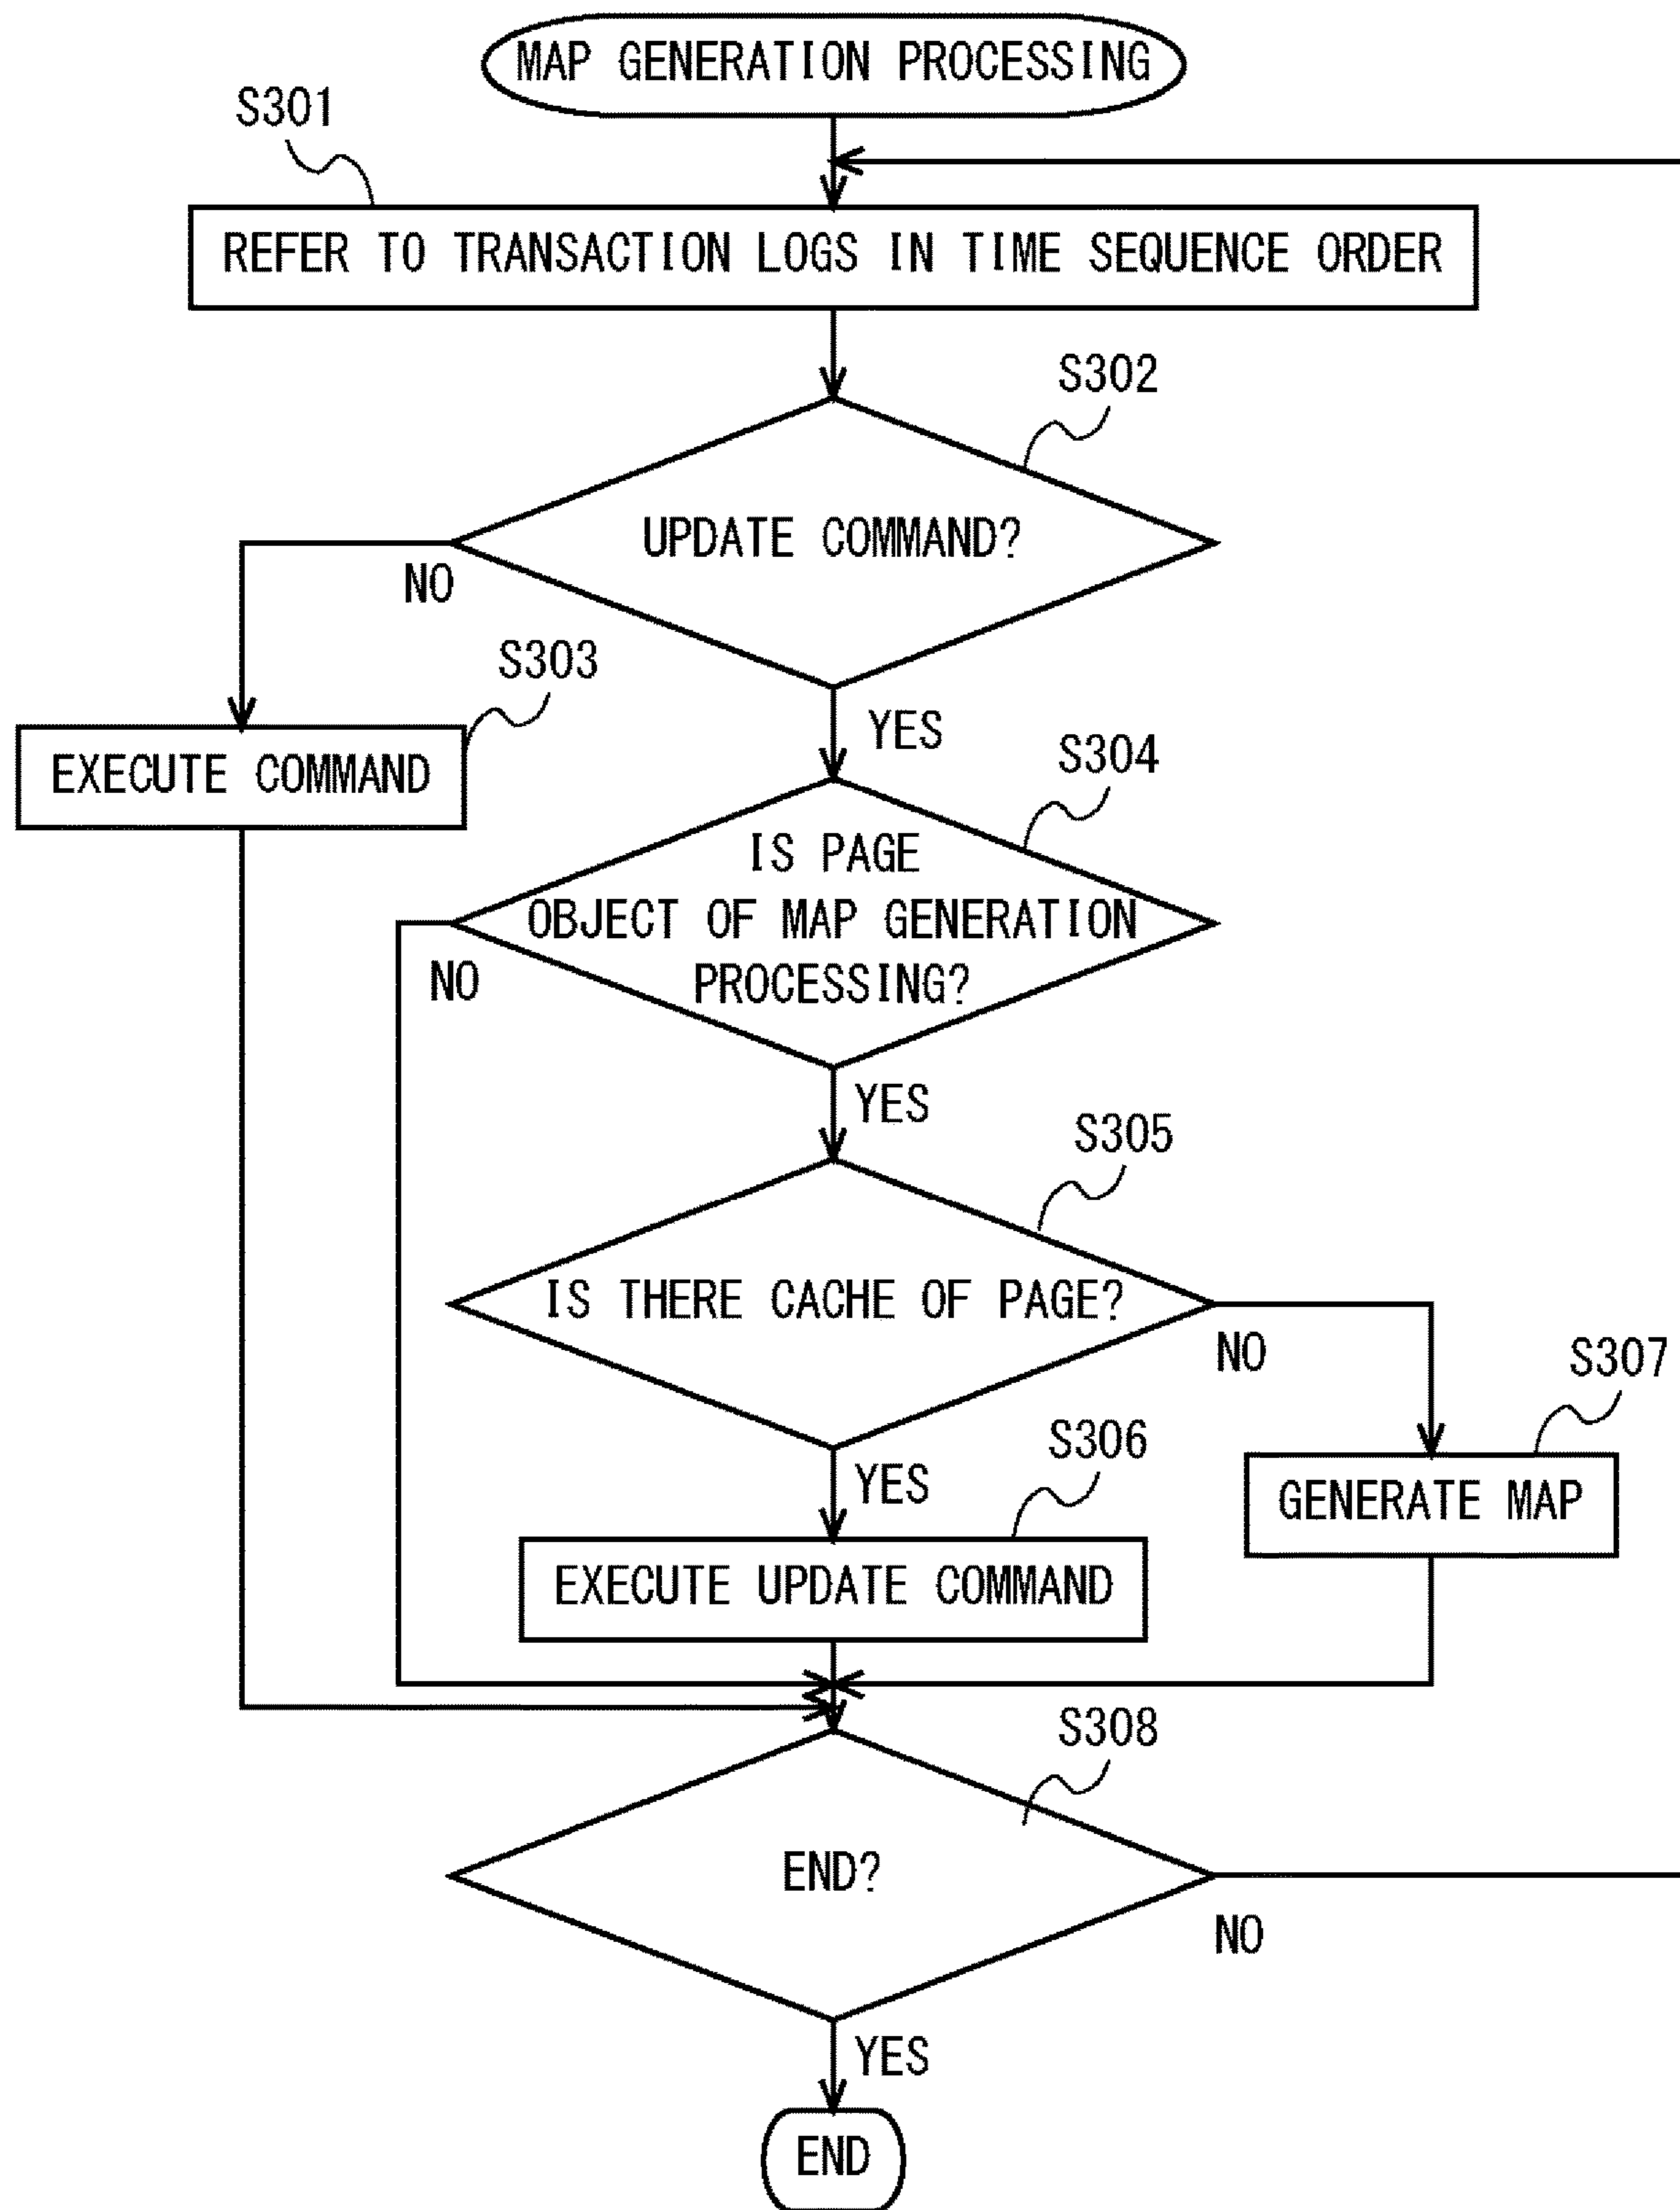 MAP GENERATION PROCESSING
S301
REFER TO TRANSACTION LOGS IN TIME SEQUENCE ORDER
S302
UPDATE COMMAND?
NO
S303
YES
EXECUTE COMMAND
S304
IS PAGE
OBJECT OF MAP GENERATION
PROCESSING?
NO
YES
S305
IS THERE CACHE OF PAGE?
NO
S307
S306
YES
GENERATE MAP
EXECUTE UPDATE COMMAND
S308
END?
NO
YES
END